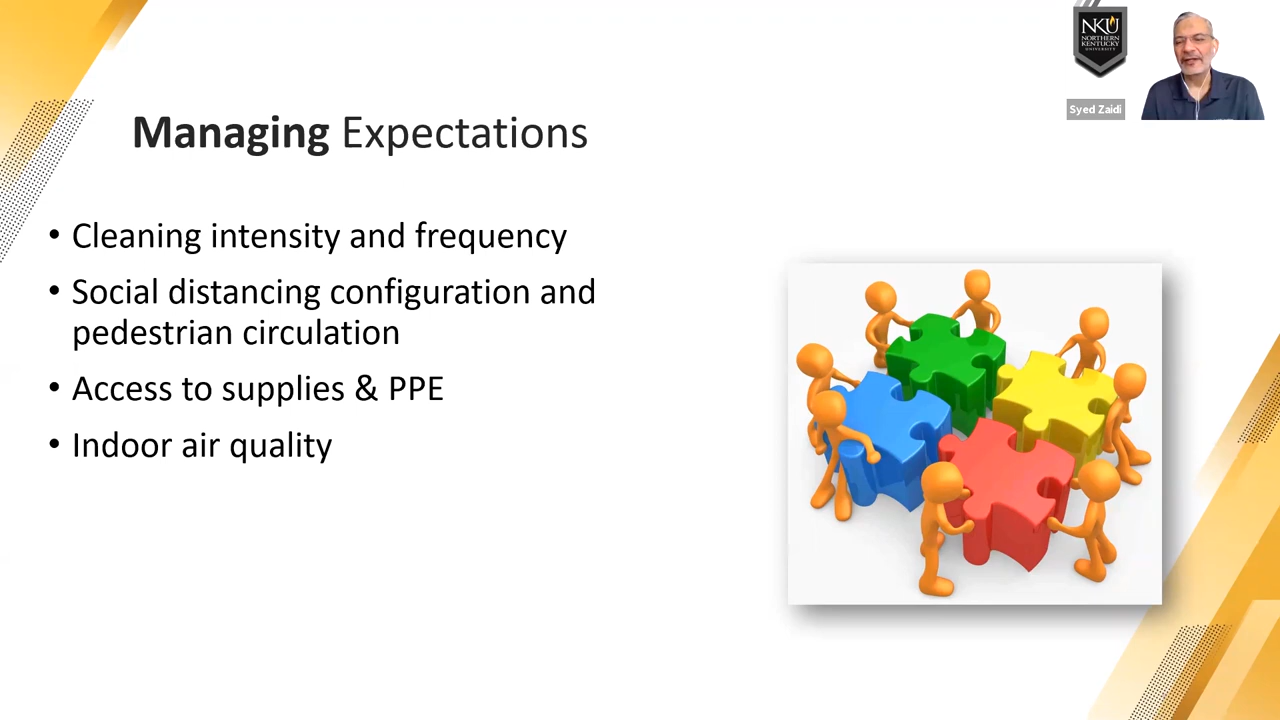 NKU
NORTHERN
KENTUCKY
UNIVERSITY
Syed Zaidi
Managing Expectations
• Cleaning intensity and frequency
• Social distancing configuration and
pedestrian circulation
• Access to supplies & PPE
• Indoor air quality